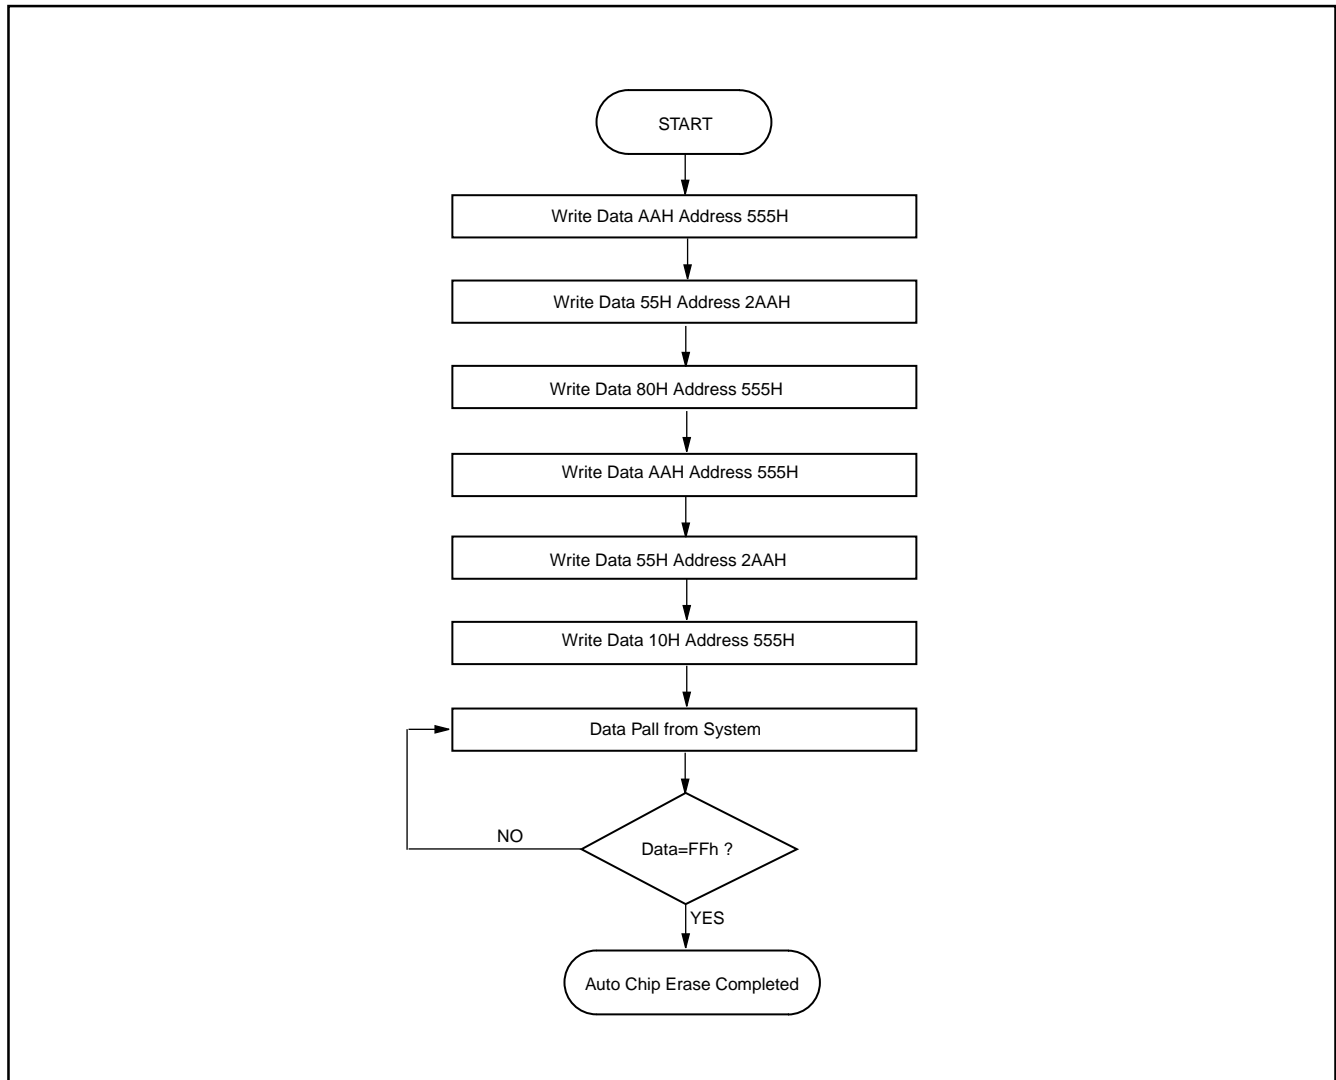 START
Write Data AAH Address 555H
Write Data 55H Address 2AAH
Write Data 80H Address 555H
Write Data AAH Address 555H
Write Data 55H Address 2AAH
Write Data 10H Address 555H
Data Pall from System
NO
Data=FFh ?
YES
Auto Chip Erase Completed